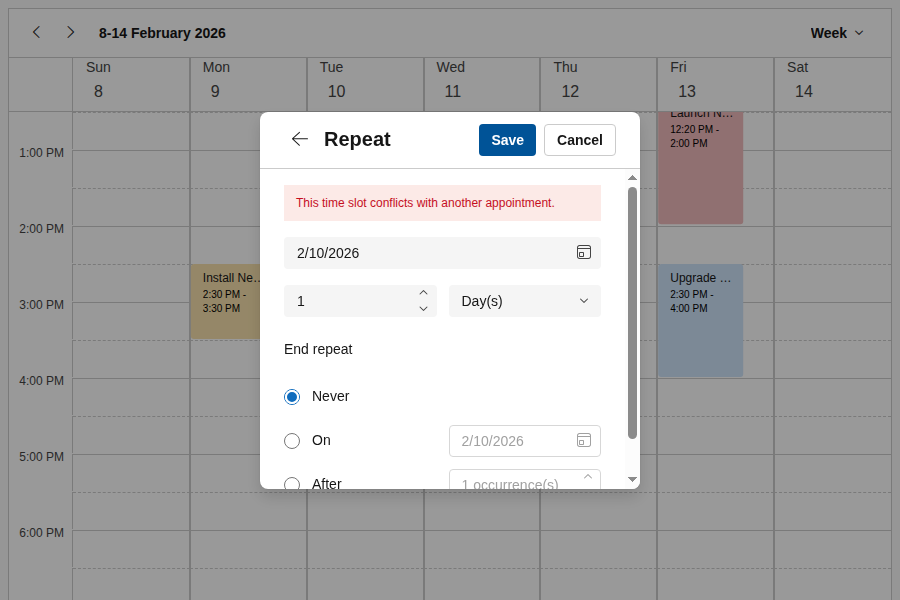 8-14 February 2026
Week
Sun
Mon
Tue
Wed
Thu
Fri
Sat
8
9
10
11
12
13
14
1:00 PM
2:00 PM
3:00 PM
4:00 PM
5:00 PM
6:00 PM
Install Ne...
2:30 PM -
3:30 PM
Launch N...
12:20 PM -
2:00 PM
Upgrade ...
2:30 PM -
4:00 PM
Repeat
Save
Cancel
This time slot conflicts with another appointment.
2/10/2026
1
Day(s)
End repeat
Never
On
2/10/2026
After
1 occurrence(s)